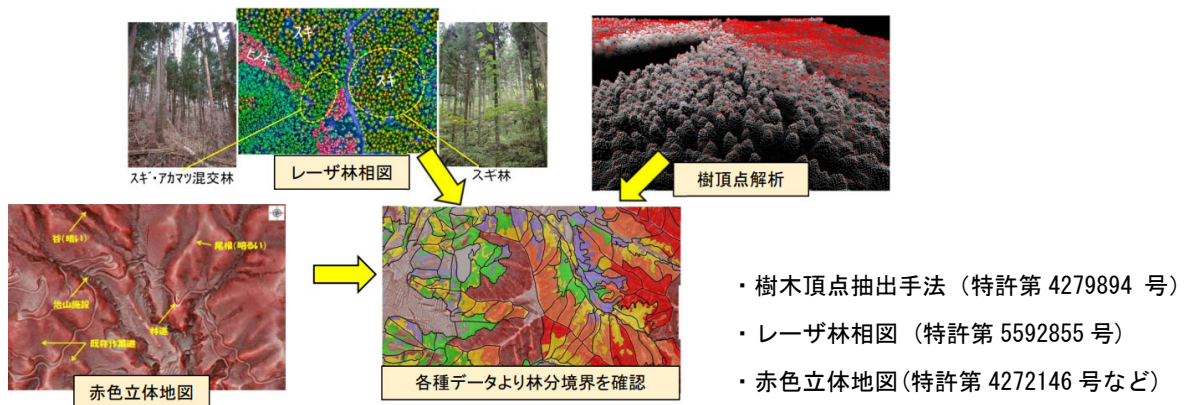 スギ
ヒノキ
スギ
スギ・アカマツ混交林
レーザ林相図
スギ林
樹頂点解析
谷(暗い)
尾根(明るい)
治山施設
林道
既存作業道
赤色立体地図
各種データより林分境界を確認
・樹木頂点抽出手法（特許第 4279894 号）
・レーザ林相図（特許第 5592855 号）
・赤色立体地図(特許第 4272146 号など)